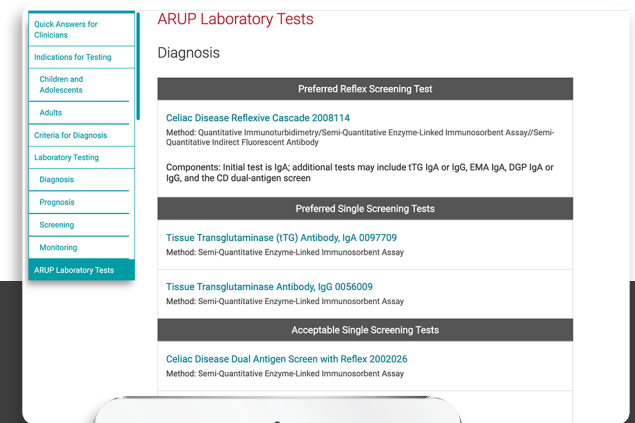 Quick Answers for
Clinicians
Indications for Testing
Children and
Adolescents
Adults
Criteria for Diagnosis
Laboratory Testing
Diagnosis
Prognosis
Screening
Monitoring
ARUP Laboratory Tests
ARUP Laboratory Tests
Diagnosis
Preferred Reflex Screening Test
Celiac Disease Reflexive Cascade 2008114
Method: Quantitative Immunoturbidimetry/Semi-Quantitative Enzyme-Linked Immunosorbent Assay//Semi-
Quantitative Indirect Fluorescent Antibody
Components: Initial test is IgA; additional tests may include tTG IgA or IgG, EMA IgA, DGP IgA or
IgG, and the CD dual-antigen screen
Preferred Single Screening Tests
Tissue Transglutaminase (tTG) Antibody, IgA 0097709
Method: Semi-Quantitative Enzyme-Linked Immunosorbent Assay
Tissue Transglutaminase Antibody, IgG 0056009
Method: Semi-Quantitative Enzyme-Linked Immunosorbent Assay
Acceptable Single Screening Tests
Celiac Disease Dual Antigen Screen with Reflex 2002026
Method: Semi-Quantitative Enzyme-Linked Immunosorbent Assay